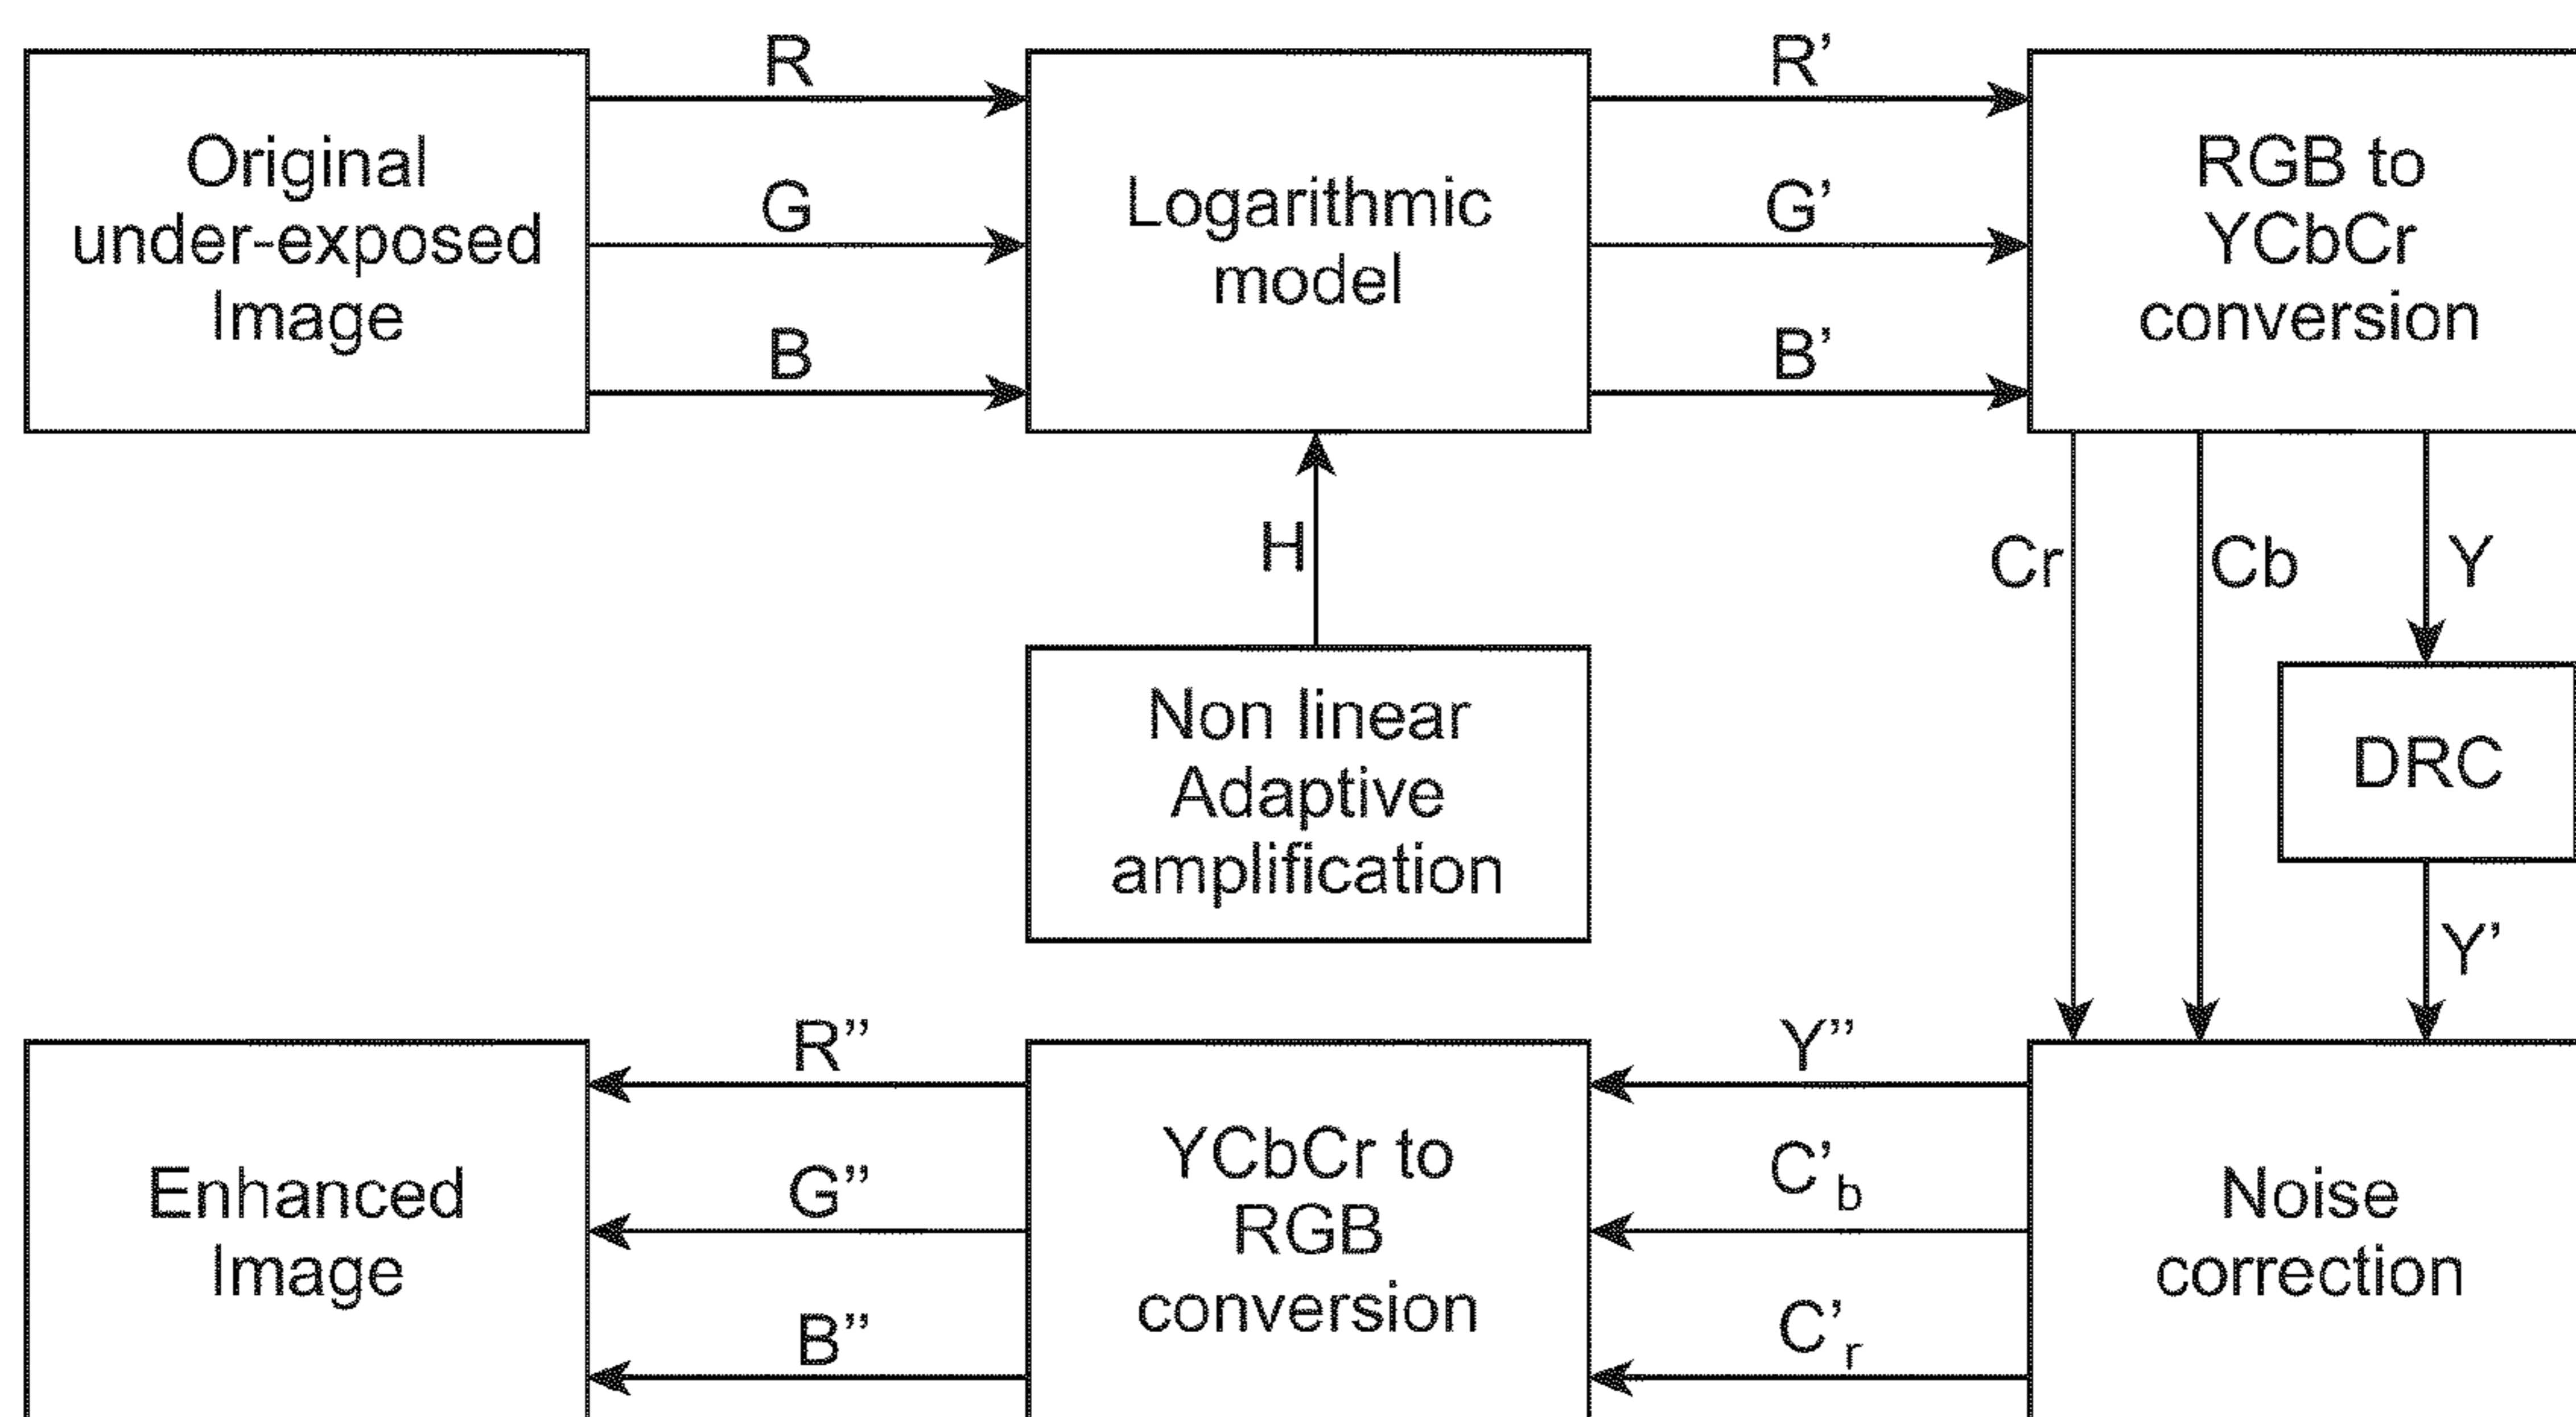 R
G
B
R’
G’
B’
Original
under-exposed
Image
Logarithmic
model
RGB to
YCbCr
conversion
H
Cr
Cb
Y
Non linear
Adaptive
amplification
DRC
Y’
R”
G”
B”
Y”
C’b
C’r
Enhanced
Image
YCbCr to
RGB
conversion
Noise
correction